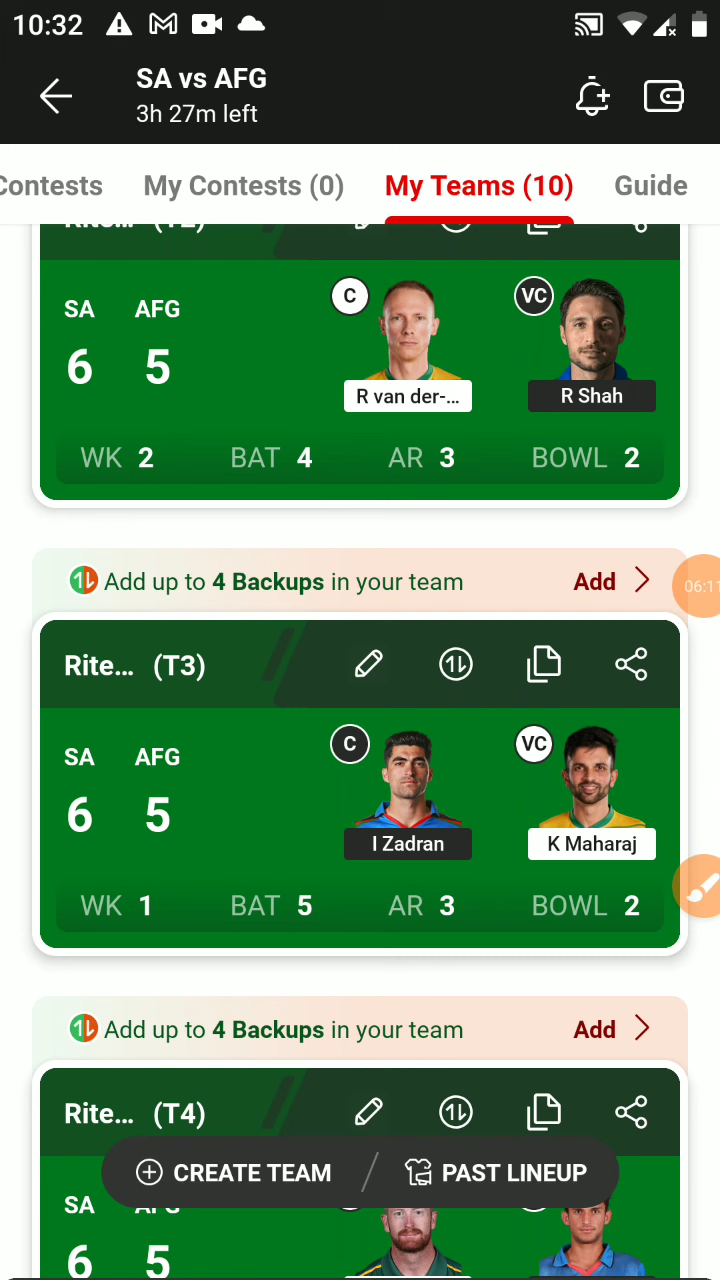 10:32
SA vs AFG
3h 27m left
Contests My Contests (0) My Teams (10) Guide
SA AFG C VC
6 5
R van der-... R Shah
WK 2 BAT 4 AR 3 BOWL 2
Add up to 4 Backups in your team Add
06:11
Rite... (T3)
SA AFG C VC
6 5
I Zadran K Maharaj
WK 1 BAT 5 AR 3 BOWL 2
Add up to 4 Backups in your team Add
Rite... (T4)
CREATE TEAM PAST LINEUP
SA AFG
6 5